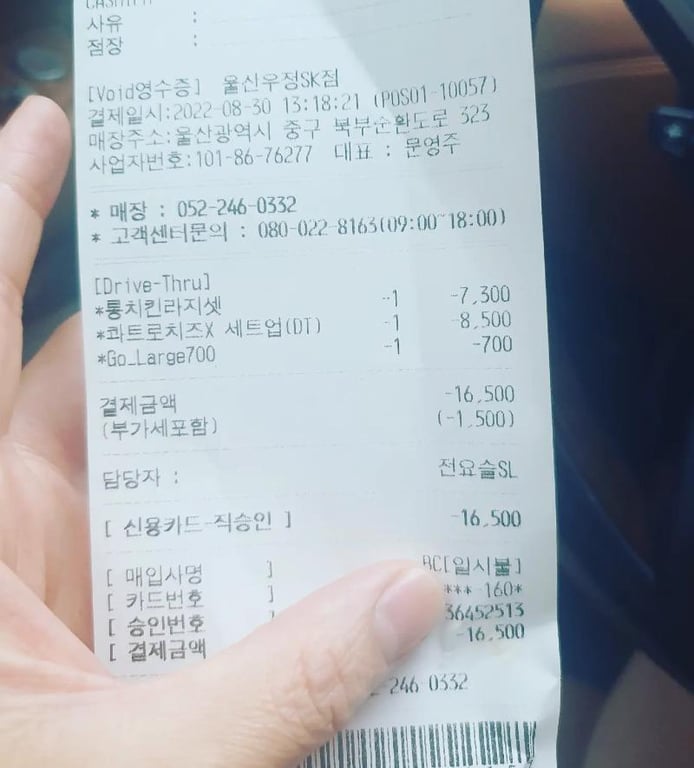 사유 :
점장 :
[Void영수증] 울산우정SK점
결제일시:2022-08-30 13:18:21 (POS01-10057)
매장주소:울산광역시 중구 북부순환도로 323
사업자번호:101-86-76277 대표 : 문영주
* 매장 : 052-246-0332
* 고객센터문의 : 080-022-8163(09:00~18:00)
[Drive-Thru]
*통치킨라지셋 -1 -7,300
*콰트로치즈X 세트업(DT) -1 -8,500
*Go_Large700 -1 -700
결제금액 -16,500
(부가세포함) (-1,500)
담당자 : 전요슬SL
[ 신용카드-직승인 ] -16,500
[ 매입사명 ] BC[일시불]
[ 카드번호 ] *** 160*
[ 승인번호 ] 36452513
[ 결제금액 -16,500
246-0332